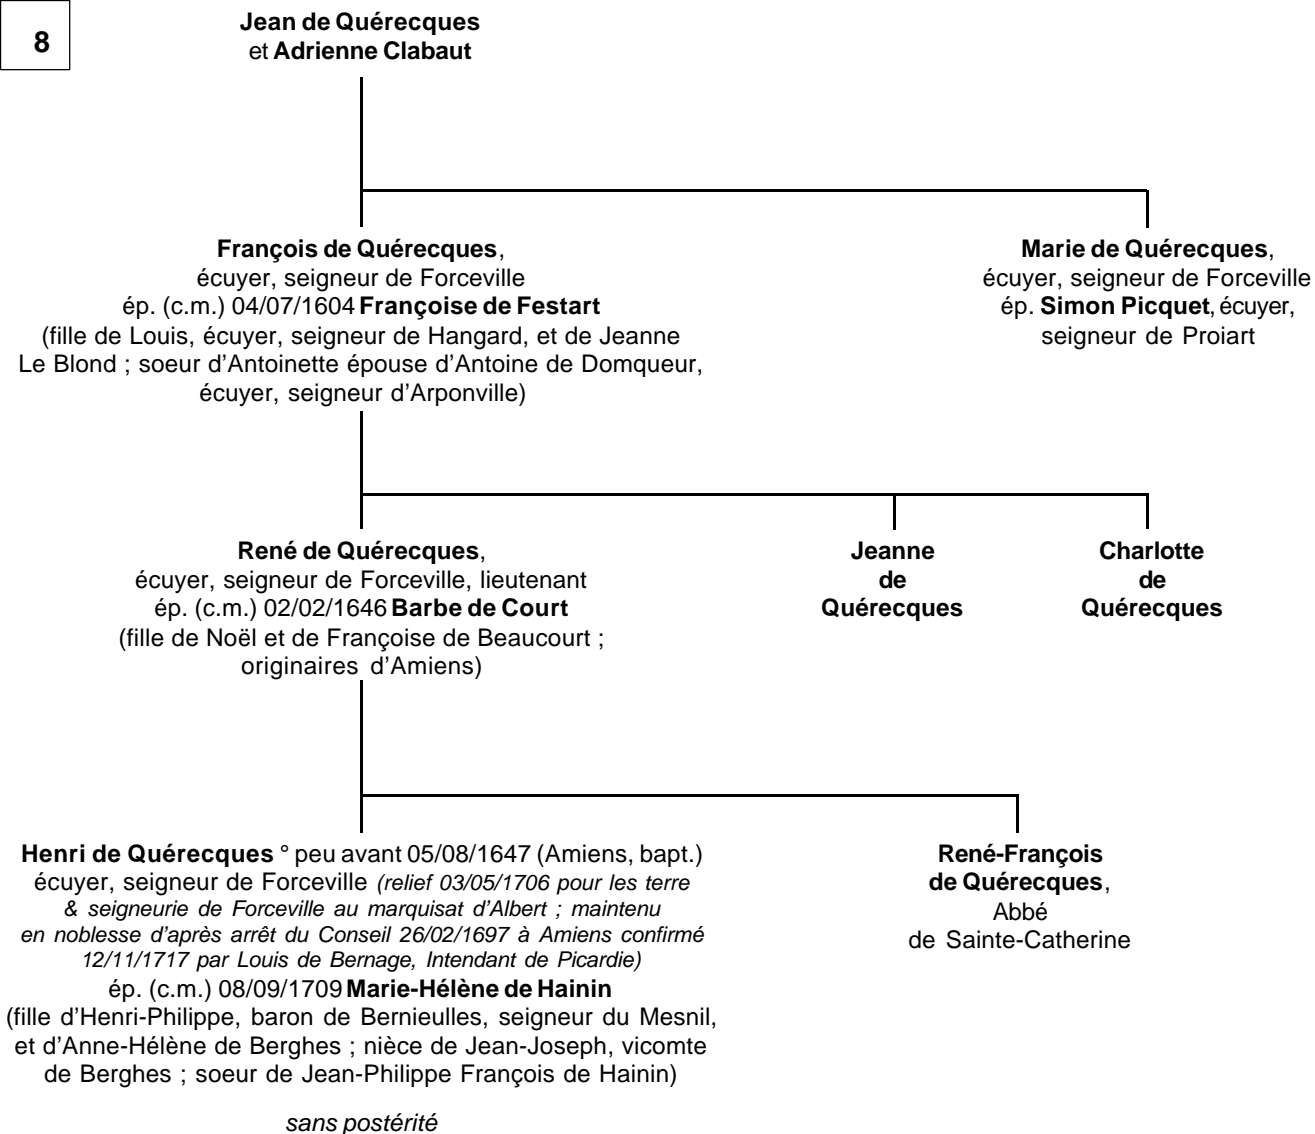 8
Jean de Quérecques
et Adrienne Clabaut
François de Quérecques,
écuyer, seigneur de Forceville
ép. (c.m.) 04/07/1604 Françoise de Festart
(fille de Louis, écuyer, seigneur de Hangard, et de Jeanne
Le Blond ; soeur d’Antoinette épouse d’Antoine de Domqueur,
écuyer, seigneur d’Arponville)
Marie de Quérecques,
écuyer, seigneur de Forceville
ép. Simon Picquet, écuyer,
seigneur de Proiart
René de Quérecques,
écuyer, seigneur de Forceville, lieutenant
ép. (c.m.) 02/02/1646 Barbe de Court
(fille de Noël et de Françoise de Beaucourt ;
originaires d’Amiens)
Jeanne
de
Quérecques
Charlotte
de
Quérecques
Henri de Quérecques ° peu avant 05/08/1647 (Amiens, bapt.)
écuyer, seigneur de Forceville (relief 03/05/1706 pour les terre
& seigneurie de Forceville au marquisat d’Albert ; maintenu
en noblesse d’après arrêt du Conseil 26/02/1697 à Amiens confirmé
12/11/1717 par Louis de Bernage, Intendant de Picardie)
ép. (c.m.) 08/09/1709 Marie-Hélène de Hainin
(fille d’Henri-Philippe, baron de Bernieulles, seigneur du Mesnil,
et d’Anne-Hélène de Berghes ; nièce de Jean-Joseph, vicomte
de Berghes ; soeur de Jean-Philippe François de Hainin)
sans postérité
René-François
de Quérecques,
Abbé
de Sainte-Catherine